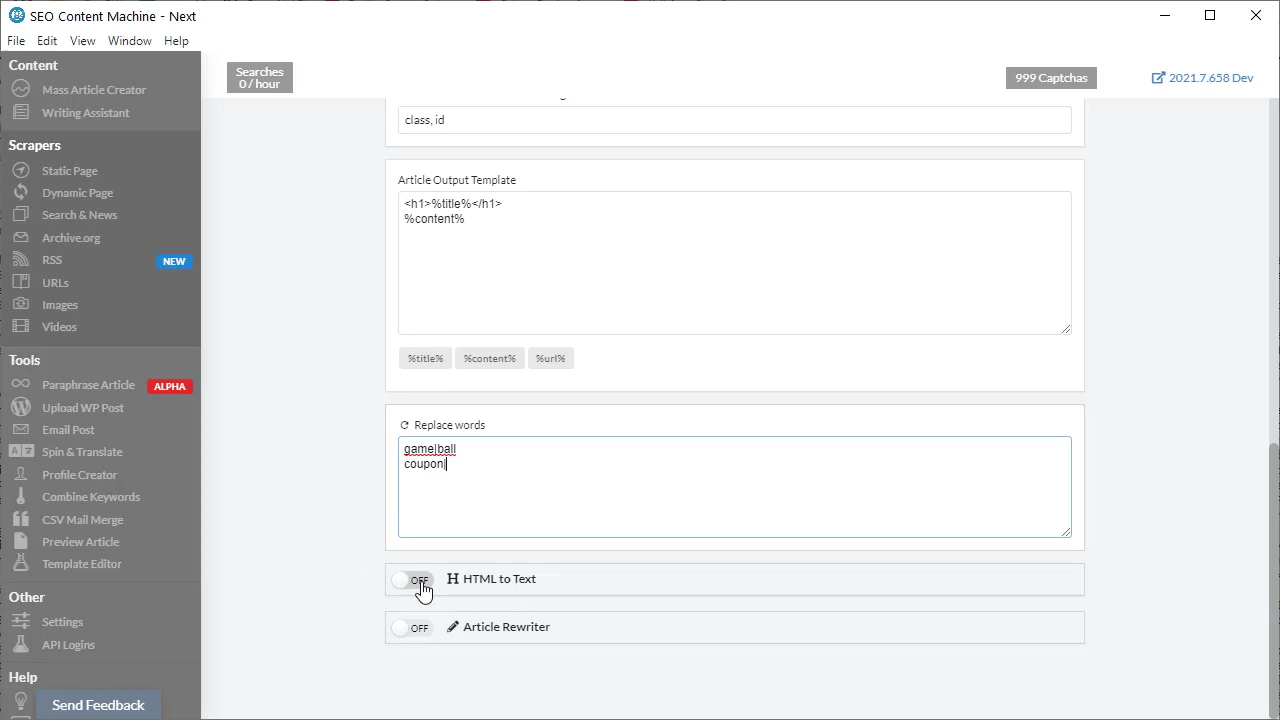 SEO Content Machine - Next
File Edit View Window Help
Content
Mass Article Creator
Writing Assistant
Scrapers
Static Page
Dynamic Page
Search & News
Archive.org
RSS NEW
URLs
Images
Videos
Tools
Paraphrase Article ALPHA
Upload WP Post
Email Post
Spin & Translate
Profile Creator
Combine Keywords
CSV Mail Merge
Preview Article
Template Editor
Other
Settings
API Logins
Help
Send Feedback
Searches
0 / hour
999 Captchas
2021.7.658 Dev
class, id
Article Output Template
<h1>%title%</h1>
%content%
%title% %content% %url%
Replace words
game|ball
coupon|
OFF HTML to Text
OFF Article Rewriter